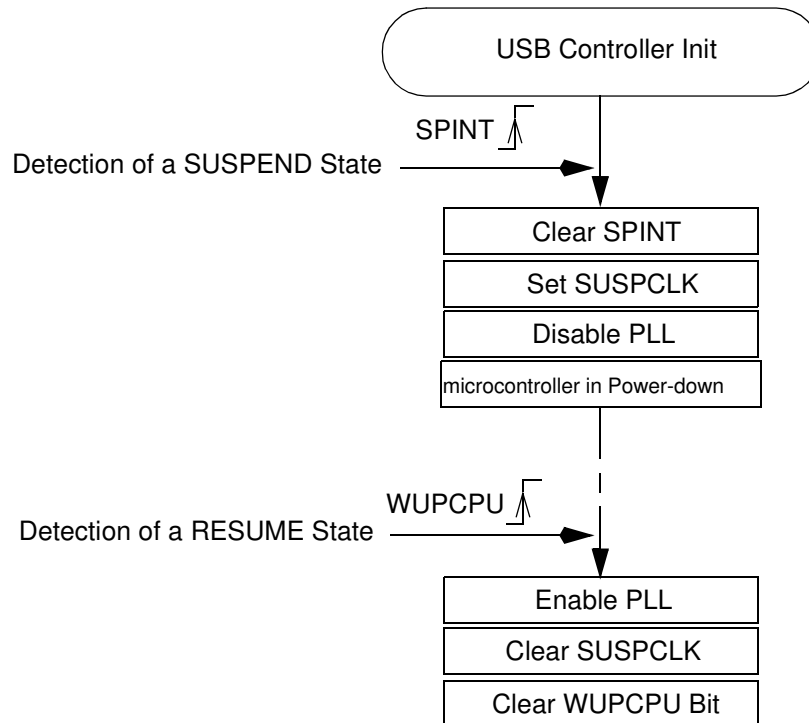 USB Controller Init
SPINT
Detection of a SUSPEND State
Clear SPINT
Set SUSPCLK
Disable PLL
microcontroller in Power-down
WUPCPU
Detection of a RESUME State
Enable PLL
Clear SUSPCLK
Clear WUPCPU Bit